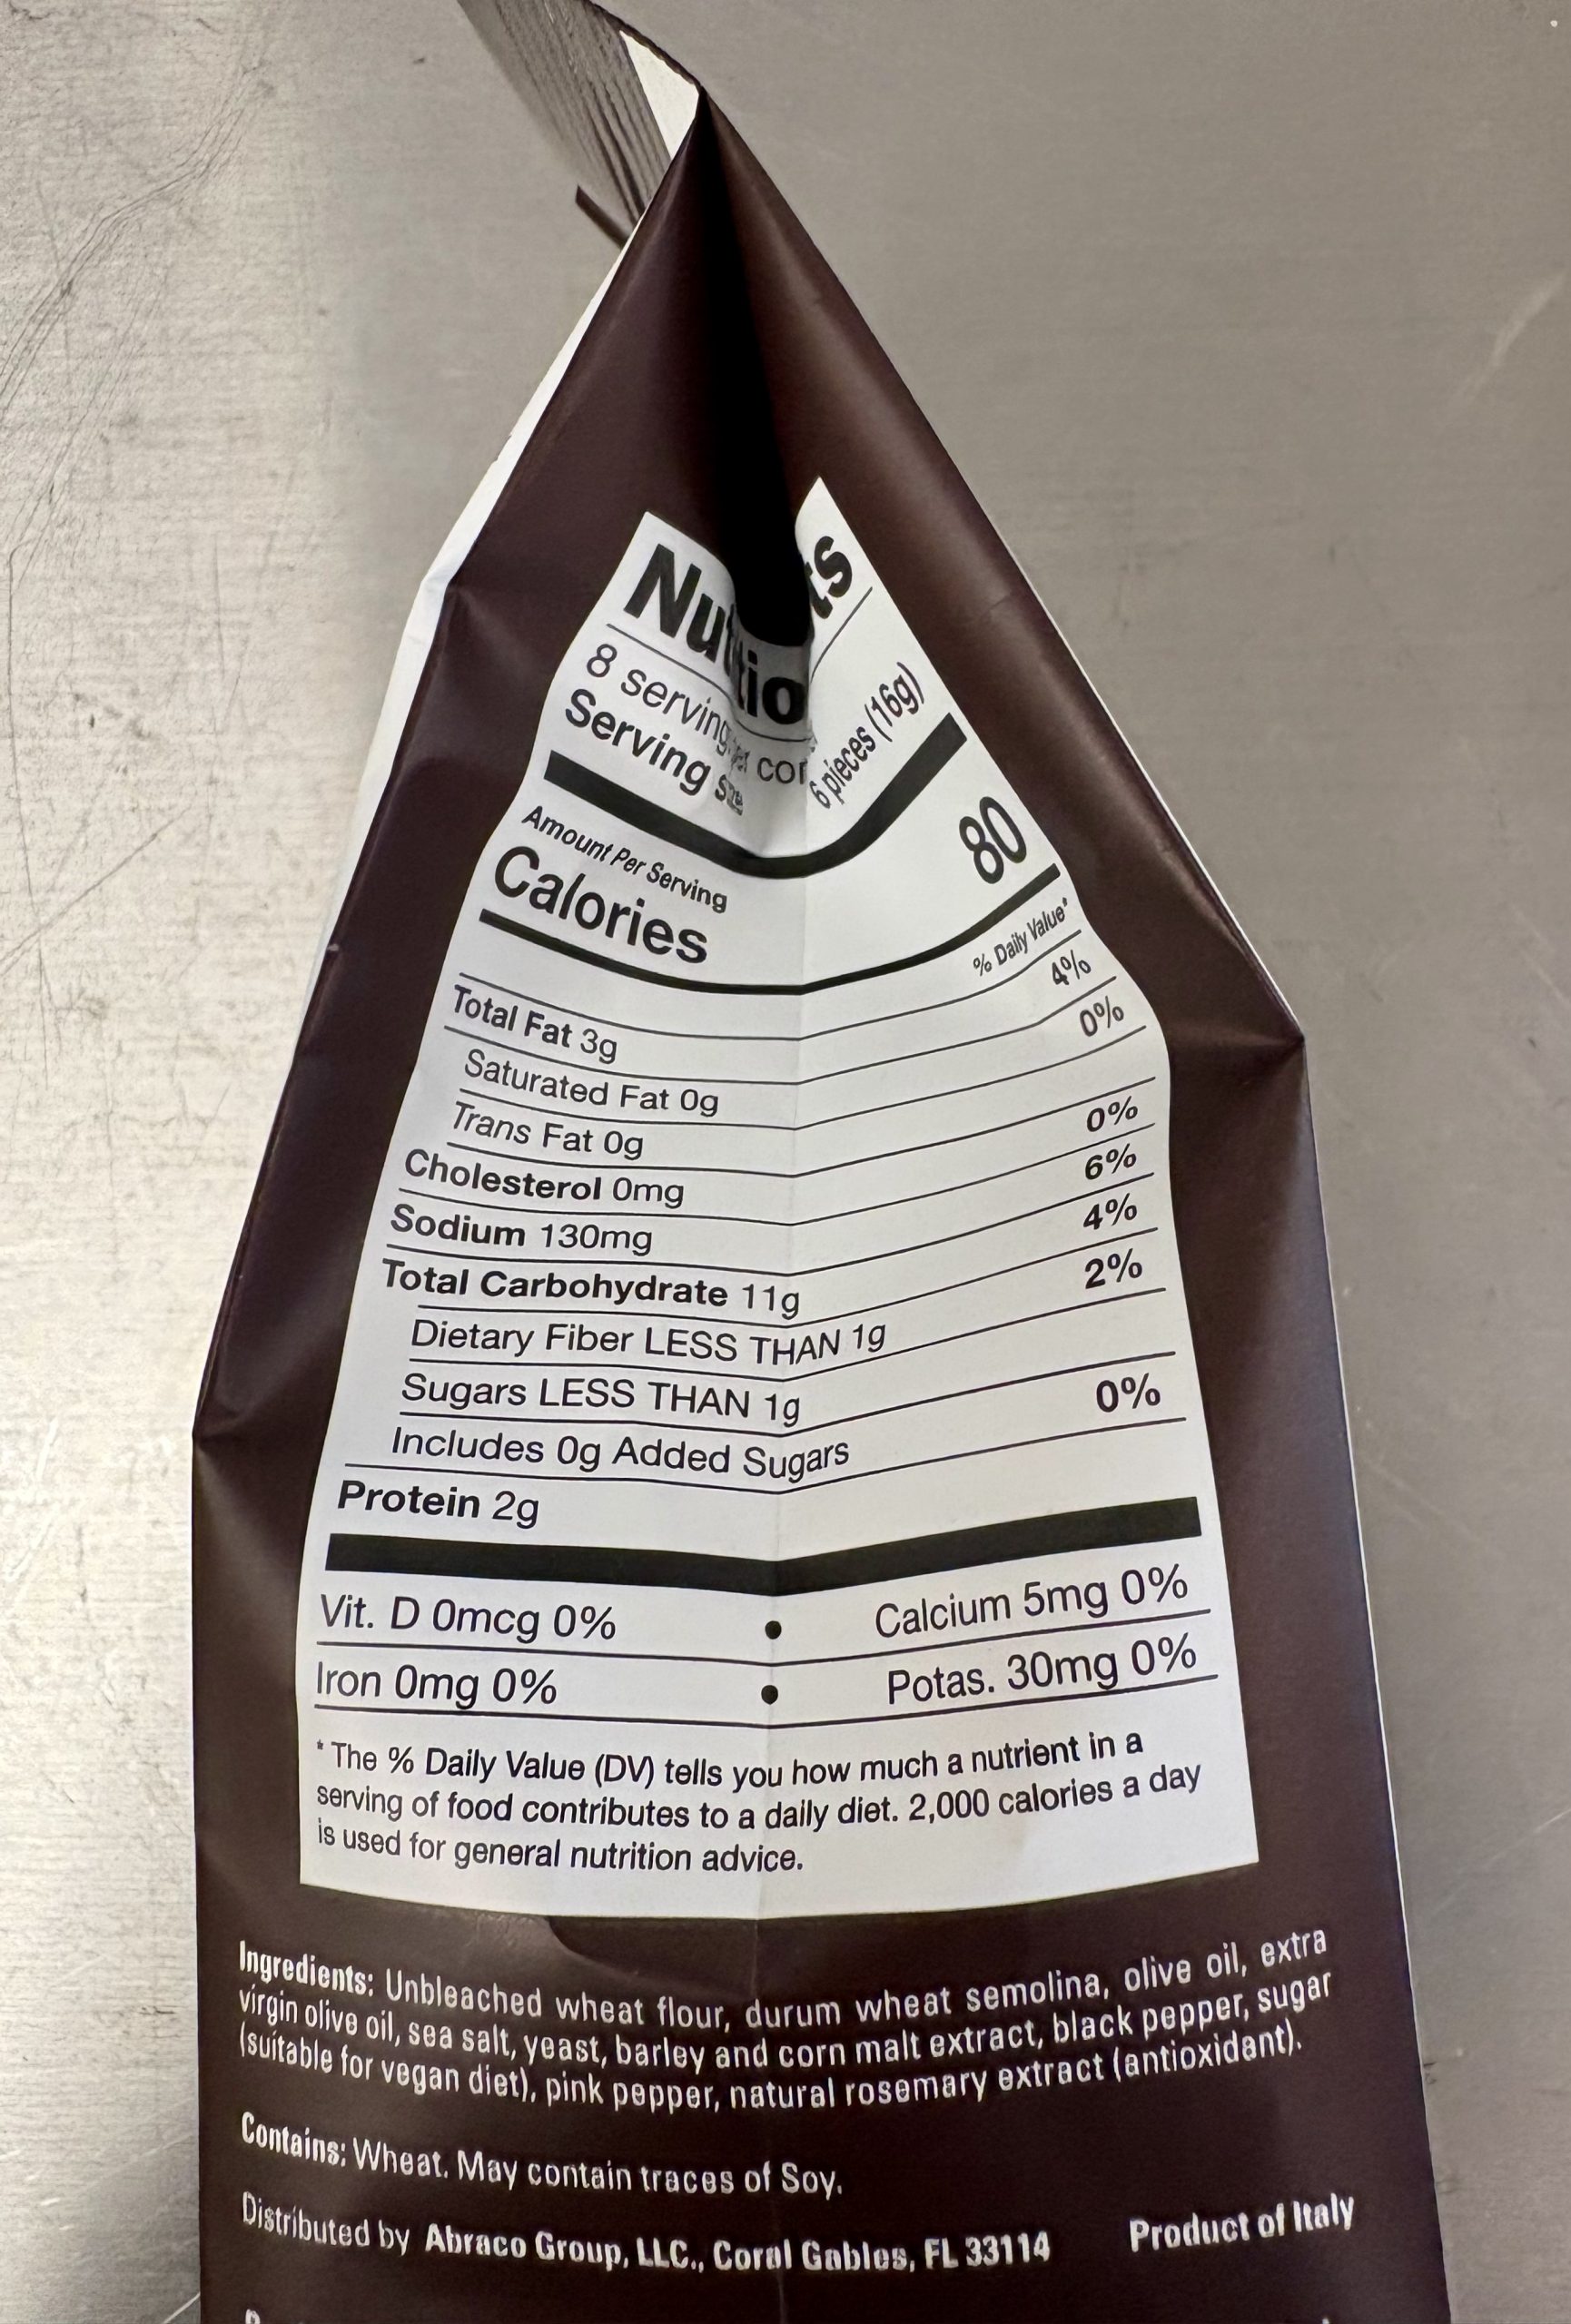 Nutrition
ts
8 serving
Serving size
6 pieces (16g)
Amount Per Serving
Calories 80
% Daily Value*
Total Fat 3g 4%
Saturated Fat 0g 0%
Trans Fat 0g
Cholesterol 0mg 0%
Sodium 130mg 6%
Total Carbohydrate 11g 4%
Dietary Fiber LESS THAN 1g 2%
Sugars LESS THAN 1g
Includes 0g Added Sugars 0%
Protein 2g
Vit. D 0mcg 0% • Calcium 5mg 0%
Iron 0mg 0% • Potas. 30mg 0%
* The % Daily Value (DV) tells you how much a nutrient in a
serving of food contributes to a daily diet. 2,000 calories a day
is used for general nutrition advice.
Ingredients: Unbleached wheat flour, durum wheat semolina, olive oil, extra
virgin olive oil, sea salt, yeast, barley and corn malt extract, black pepper, sugar
(suitable for vegan diet), pink pepper, natural rosemary extract (antioxidant).
Contains: Wheat. May contain traces of Soy.
Distributed by Abraco Group, LLC., Coral Gables, FL 33114 Product of Italy